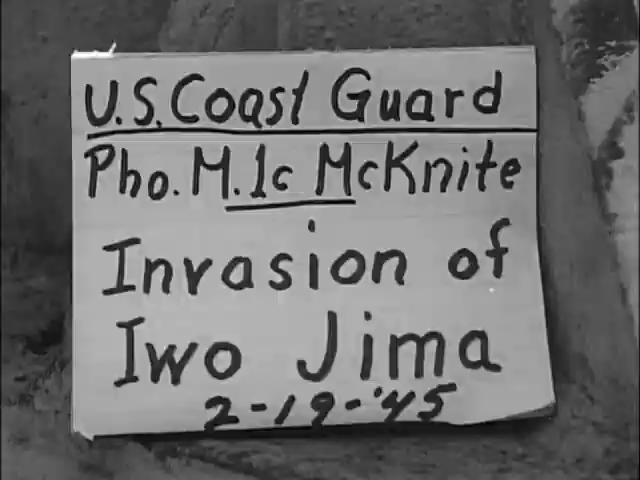 U.S. Coast Guard
Pho. M.1c McKnite
Invasion of
Iwo Jima
2-19-'45